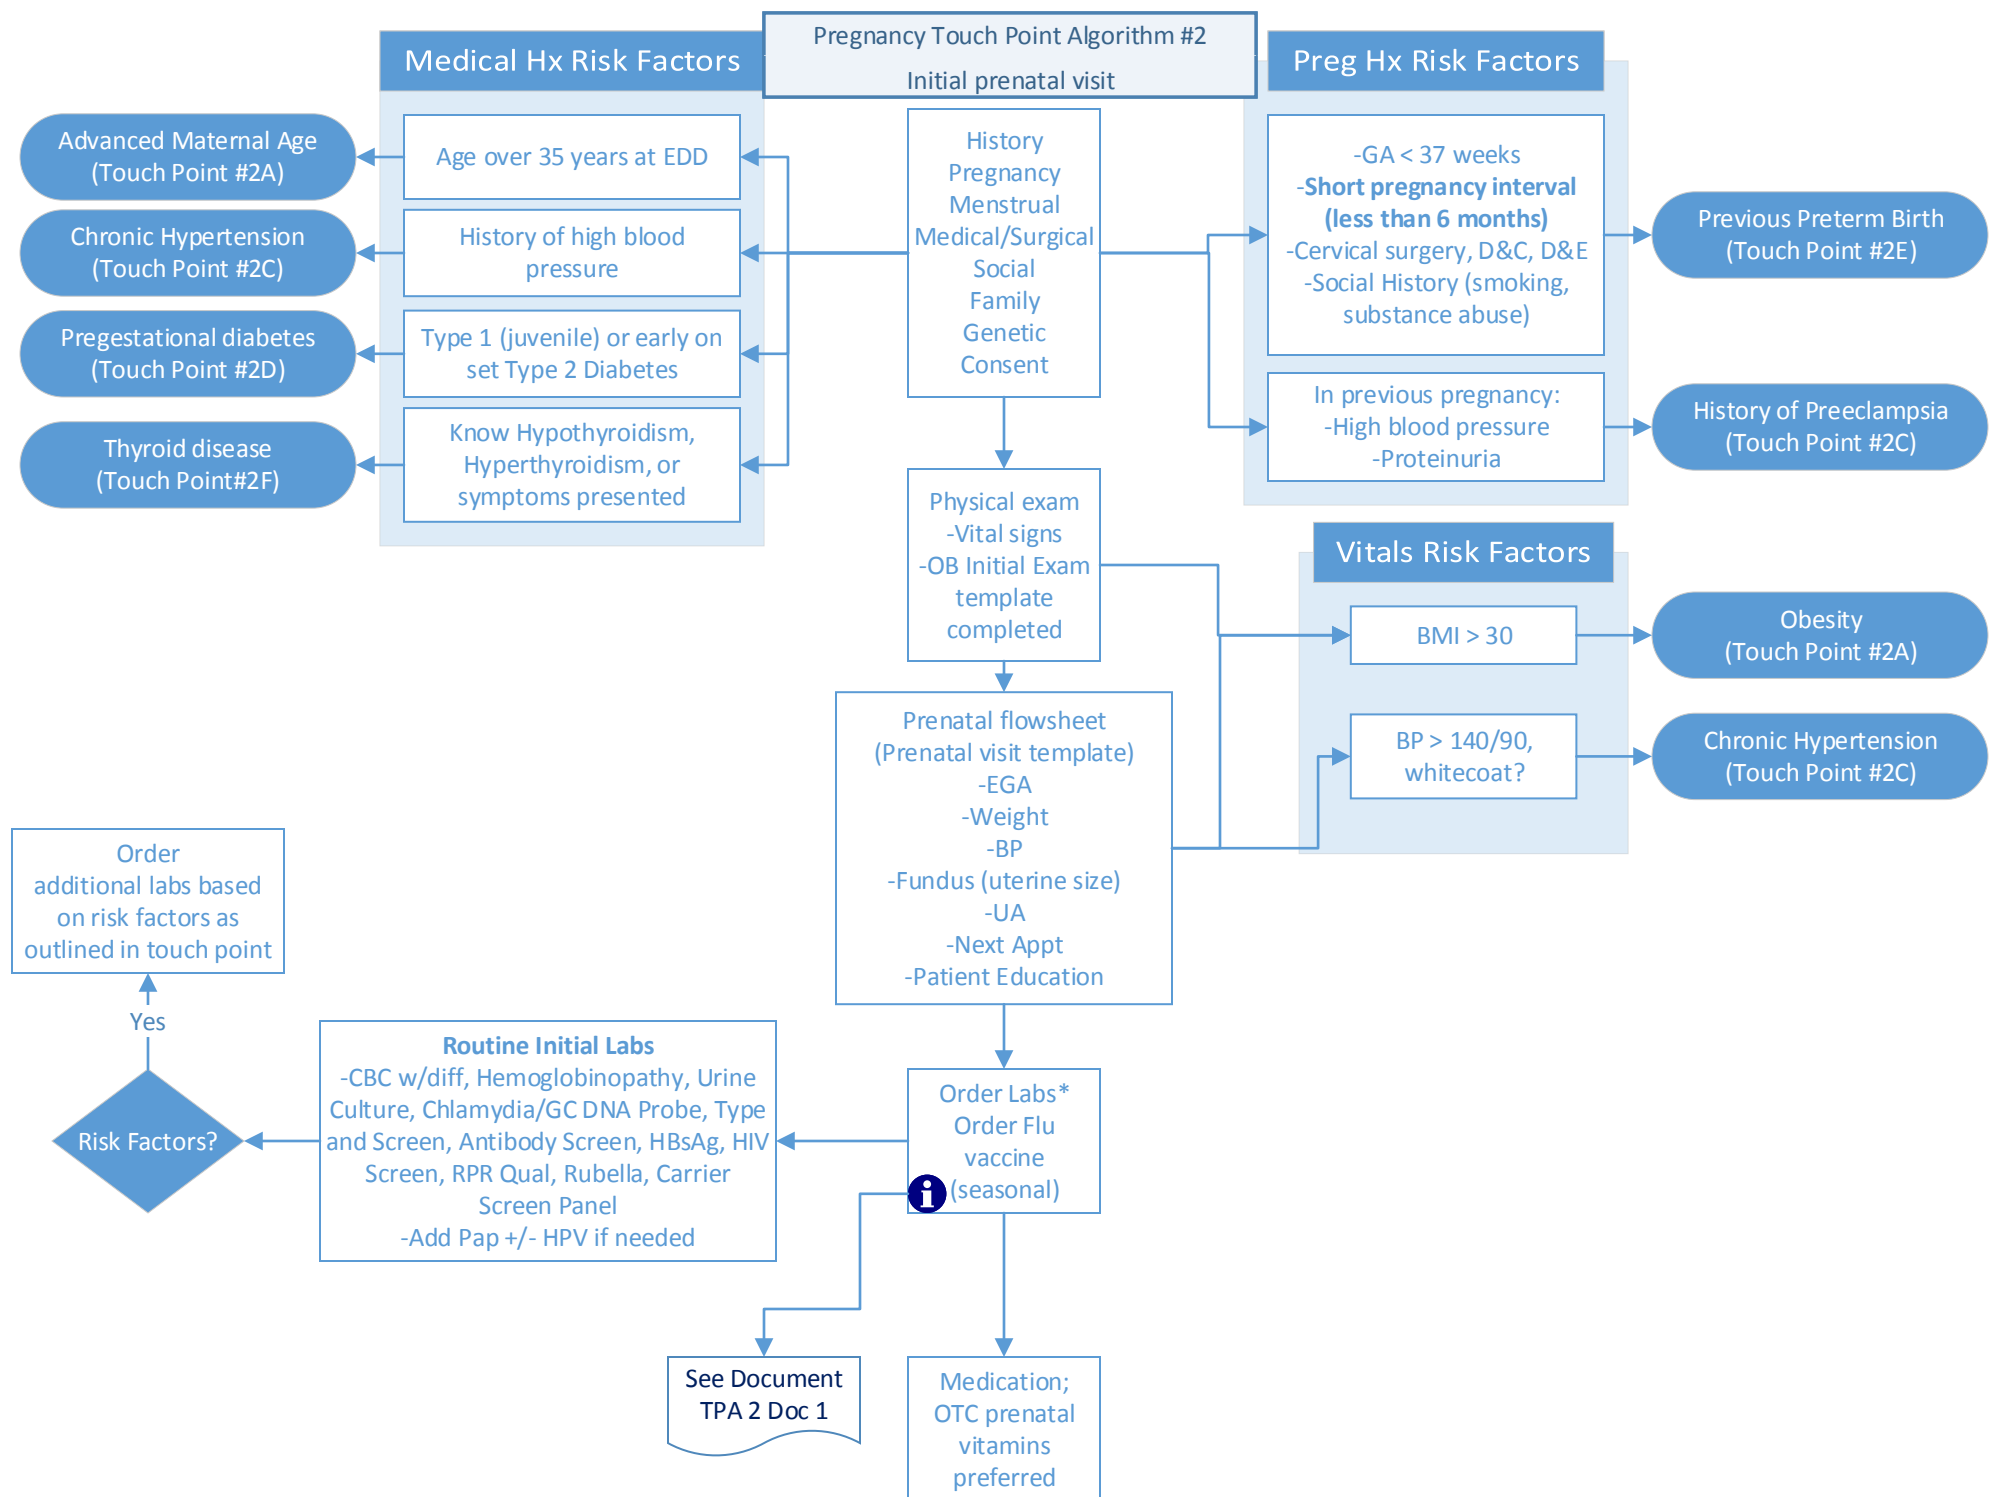 Pregnancy Touch Point Algorithm #2
Initial prenatal visit
Medical Hx Risk Factors
Advanced Maternal Age
(Touch Point #2A)
Age over 35 years at EDD
Chronic Hypertension
(Touch Point #2C)
History of high blood
pressure
Pregestational diabetes
(Touch Point #2D)
Type 1 (juvenile) or early on
set Type 2 Diabetes
Thyroid disease
(Touch Point#2F)
Know Hypothyroidism,
Hyperthyroidism, or
symptoms presented
History
Pregnancy
Menstrual
Medical/Surgical
Social
Family
Genetic
Consent
Preg Hx Risk Factors
-GA < 37 weeks
-Short pregnancy interval
(less than 6 months)
-Cervical surgery, D&C, D&E
-Social History (smoking,
substance abuse)
Previous Preterm Birth
(Touch Point #2E)
In previous pregnancy:
-High blood pressure
-Proteinuria
History of Preeclampsia
(Touch Point #2C)
Physical exam
-Vital signs
-OB Initial Exam
template
completed
Vitals Risk Factors
BMI > 30
Obesity
(Touch Point #2A)
BP > 140/90,
whitecoat?
Chronic Hypertension
(Touch Point #2C)
Prenatal flowsheet
(Prenatal visit template)
-EGA
-Weight
-BP
-Fundus (uterine size)
-UA
-Next Appt
-Patient Education
Order Labs*
Order Flu
vaccine
(seasonal)
i
Routine Initial Labs
-CBC w/diff, Hemoglobinopathy, Urine
Culture, Chlamydia/GC DNA Probe, Type
and Screen, Antibody Screen, HBsAg, HIV
Screen, RPR Qual, Rubella, Carrier
Screen Panel
-Add Pap +/- HPV if needed
Risk Factors?
Yes
Order
additional labs based
on risk factors as
outlined in touch point
See Document
TPA 2 Doc 1
Medication;
OTC prenatal
vitamins
preferred